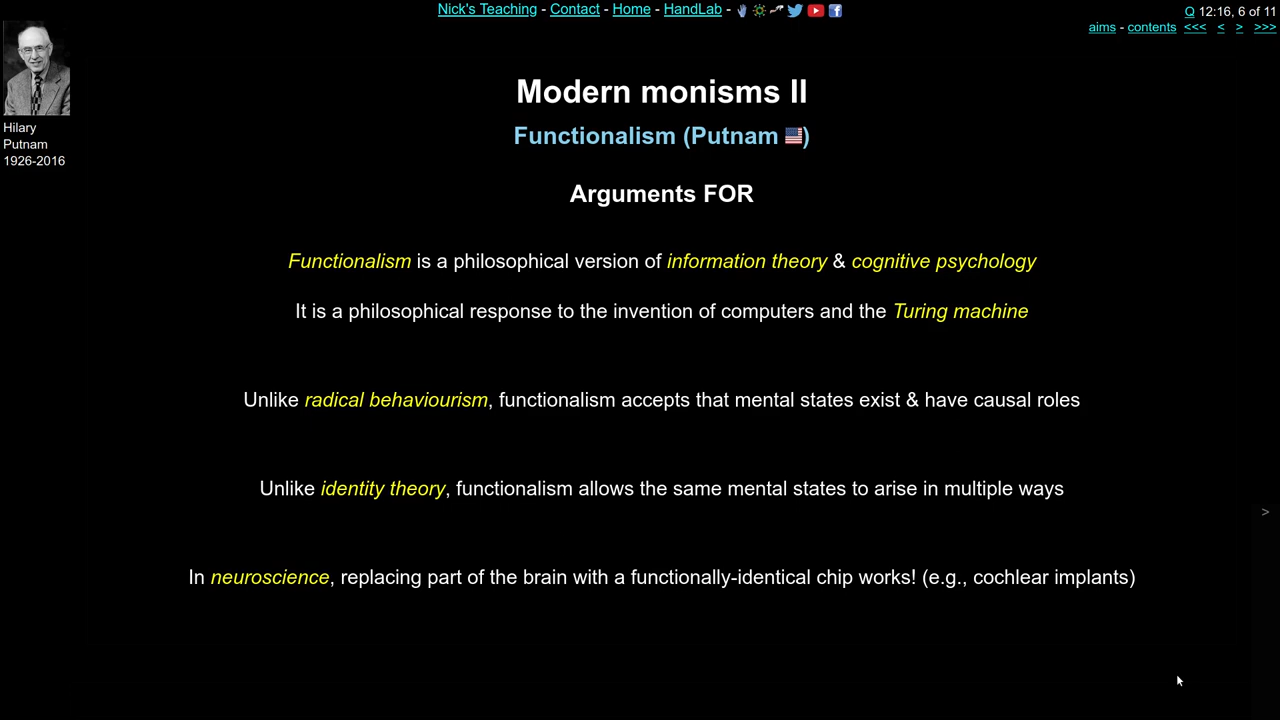 Nick's Teaching - Contact - Home - HandLab -
Q 12:16, 6 of 11
aims - contents <<< < > >>>
Hilary
Putnam
1926-2016
Modern monisms II
Functionalism (Putnam 🇺🇸)
Arguments FOR
Functionalism is a philosophical version of information theory & cognitive psychology
It is a philosophical response to the invention of computers and the Turing machine
Unlike radical behaviourism, functionalism accepts that mental states exist & have causal roles
Unlike identity theory, functionalism allows the same mental states to arise in multiple ways
>
In neuroscience, replacing part of the brain with a functionally-identical chip works! (e.g., cochlear implants)